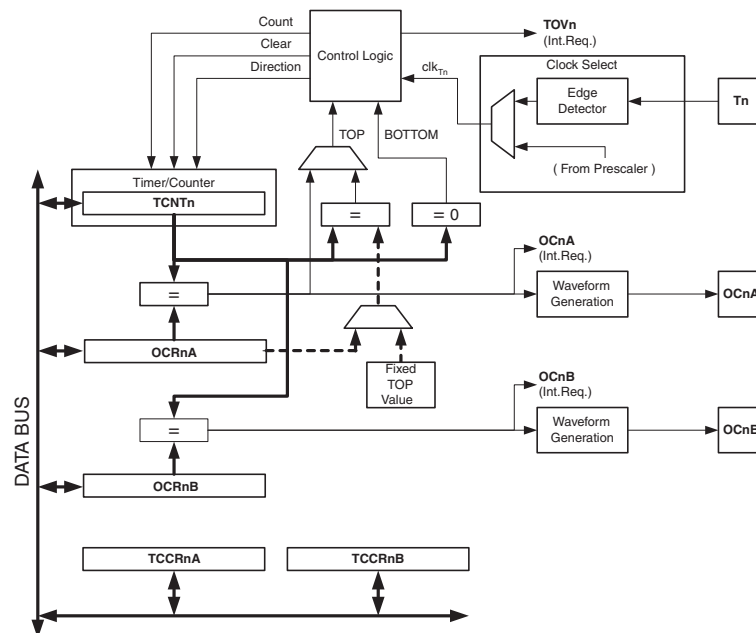 Count
Clear
Direction
Control Logic
TOVn
(Int.Req.)
clkTn
Clock Select
Edge
Detector
Tn
( From Prescaler )
TOP
BOTTOM
Timer/Counter
TCNTn
=
= 0
OCnA
(Int.Req.)
=
Waveform
Generation
OCnA
OCRnA
Fixed
TOP
Value
OCnB
(Int.Req.)
=
Waveform
Generation
OCnB
OCRnB
DATA BUS
TCCRnA
TCCRnB